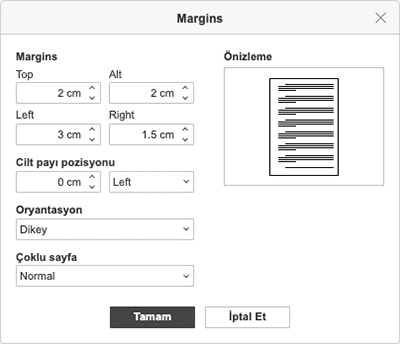 Margins
Margins
Önizleme
Top Alt
2 cm 2 cm
Left Right
3 cm 1.5 cm
Cilt payı pozisyonu
0 cm Left
Oryantasyon
Dikey
Çoklu sayfa
Normal
Tamam İptal Et